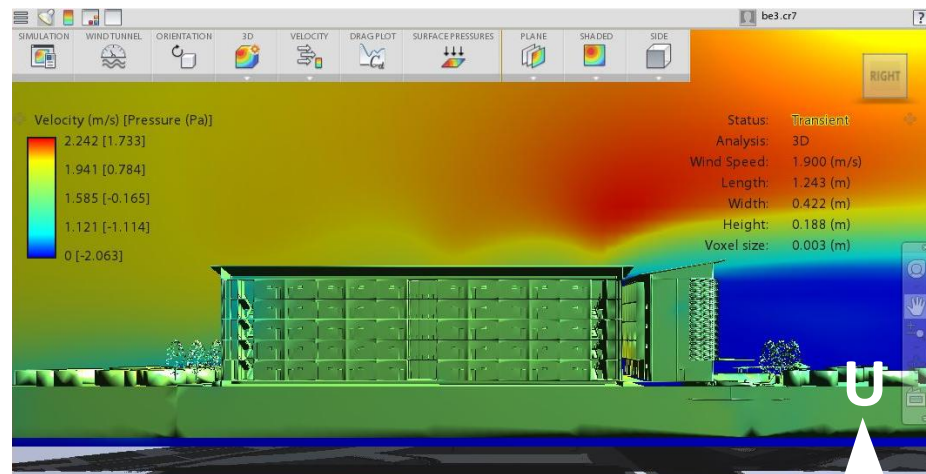 be3.cr7
?
SIMULATION WIND TUNNEL ORIENTATION 3D VELOCITY DRAG PLOT SURFACE PRESSURES PLANE SHADED SIDE
Cd
RIGHT
Velocity (m/s) [Pressure (Pa)]
2.242 [1.733]
1.941 [0.784]
1.585 [-0.165]
1.121 [-1.114]
0 [-2.063]
Status: Transient
Analysis: 3D
Wind Speed: 1.900 (m/s)
Length: 1.243 (m)
Width: 0.422 (m)
Height: 0.188 (m)
Voxel size: 0.003 (m)
U